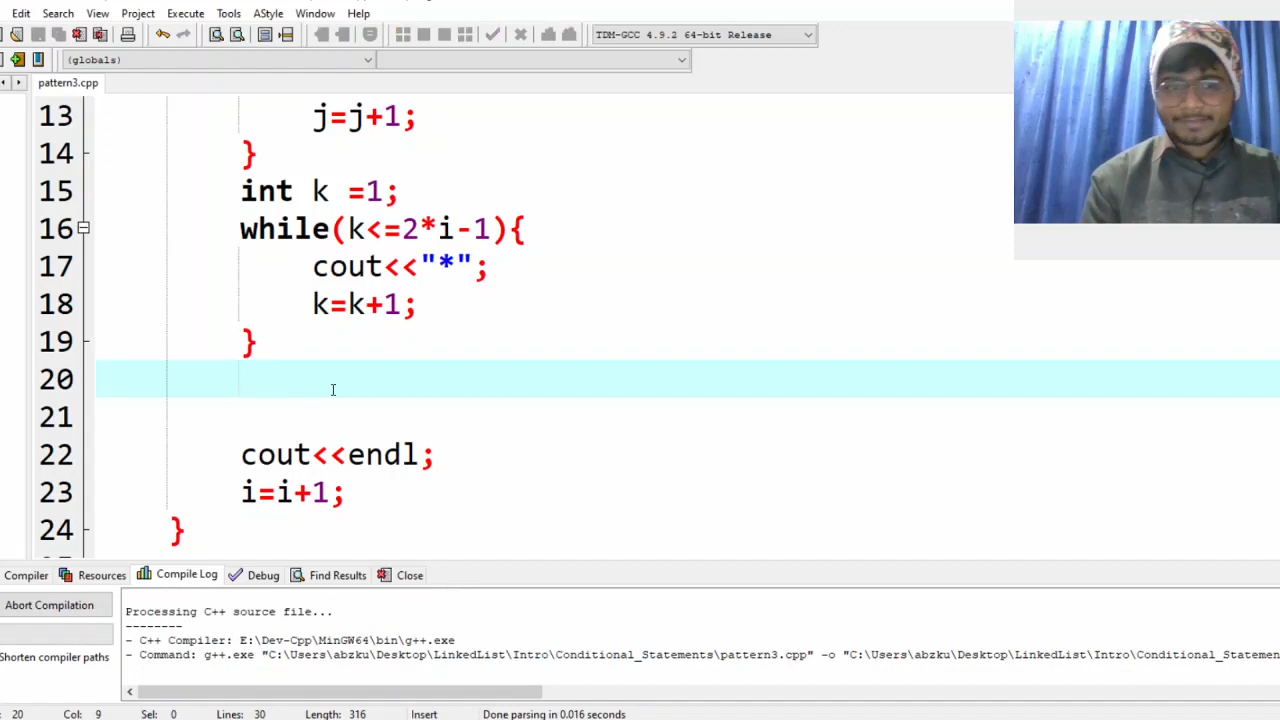 Edit Search View Project Execute Tools AStyle Window Help
TDM-GCC 4.9.2 64-bit Release
(globals)
pattern3.cpp
13 j=j+1;
14 }
15 int k =1;
16 while(k<=2*i-1){
17 cout<<"*";
18 k=k+1;
19 }
20
21
22 cout<<endl;
23 i=i+1;
24 }
Compiler Resources Compile Log Debug Find Results Close
Abort Compilation
Shorten compiler paths
Processing C++ source file...
--------
- C++ Compiler: E:\Dev-Cpp\MinGW64\bin\g++.exe
- Command: g++.exe "C:\Users\abzku\Desktop\LinkedList\Intro\Conditional_Statements\pattern3.cpp" -o "C:\Users\abzku\Desktop\LinkedList\Intro\Conditional_Statemen
20 Col: 9 Sel: 0 Lines: 30 Length: 316 Insert Done parsing in 0.016 seconds